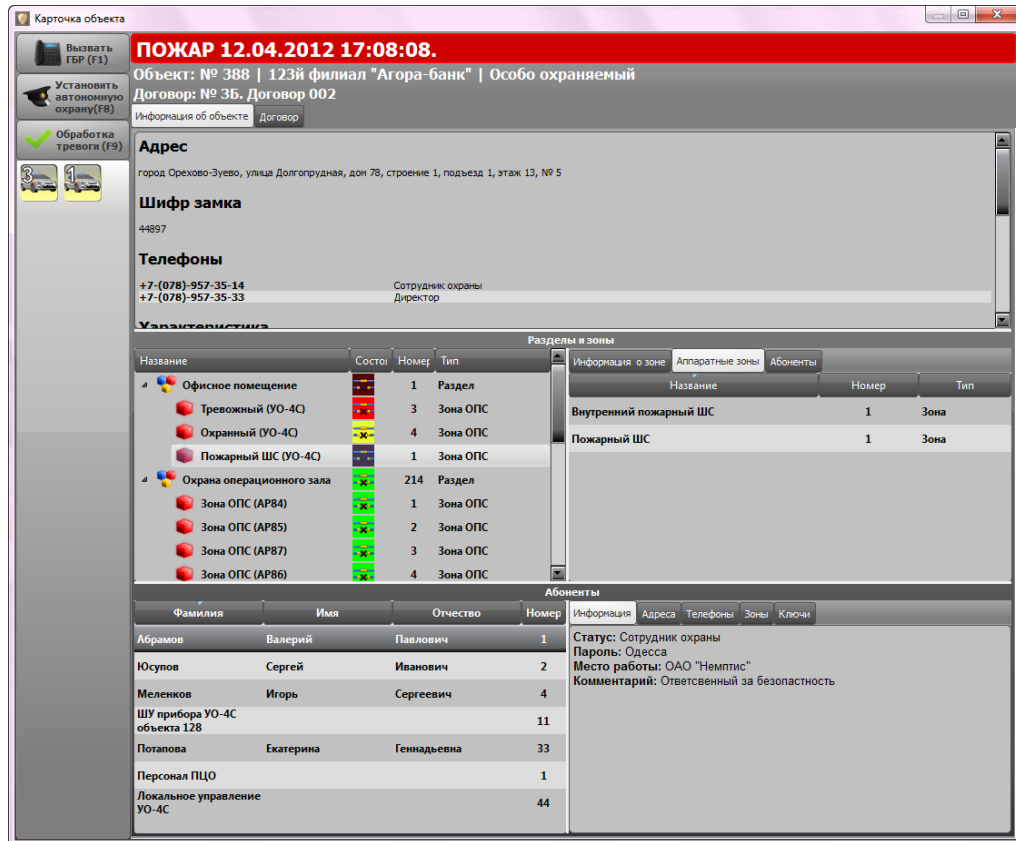 Карточка объекта
Вызвать
ГБР (F1)
Установить
автономную
охрану(F8)
Обработка
тревоги (F9)
3 1
ПОЖАР 12.04.2012 17:08:08.
Объект: № 388 | 123й филиал "Агора-банк" | Особо охраняемый
Договор: № 3Б. Договор 002
Информация об объекте Договор
Адрес
город Орехово-Зуево, улица Долгопрудная, дом 78, строение 1, подъезд 1, этаж 13, № 5
Шифр замка
44897
Телефоны
+7-(078)-957-35-14 Сотрудник охраны
+7-(078)-957-35-33 Директор
Характеристика
Разделы и зоны
Название Состоя Номер Тип
Офисное помещение 1 Раздел
Тревожный (УО-4С) 3 Зона ОПС
Охранный (УО-4С) 4 Зона ОПС
Пожарный ШС (УО-4С) 1 Зона ОПС
Охрана операционного зала 214 Раздел
Зона ОПС (АР84) 1 Зона ОПС
Зона ОПС (АР85) 2 Зона ОПС
Зона ОПС (АР87) 3 Зона ОПС
Зона ОПС (АР86) 4 Зона ОПС
Информация о зоне Аппаратные зоны Абоненты
Название Номер Тип
Внутренний пожарный ШС 1 Зона
Пожарный ШС 1 Зона
Абоненты
Фамилия Имя Отчество Номер
Абрамов Валерий Павлович 1
Юсупов Сергей Иванович 2
Меленков Игорь Сергеевич 4
ШУ прибора УО-4С
объекта 128 11
Потапова Екатерина Геннадьевна 33
Персонал ПЦО 1
Локальное управление
УО-4С 44
Информация Адреса Телефоны Зоны Ключи
Статус: Сотрудник охраны
Пароль: Одесса
Место работы: ОАО "Немптис"
Комментарий: Ответсвенный за безопастность